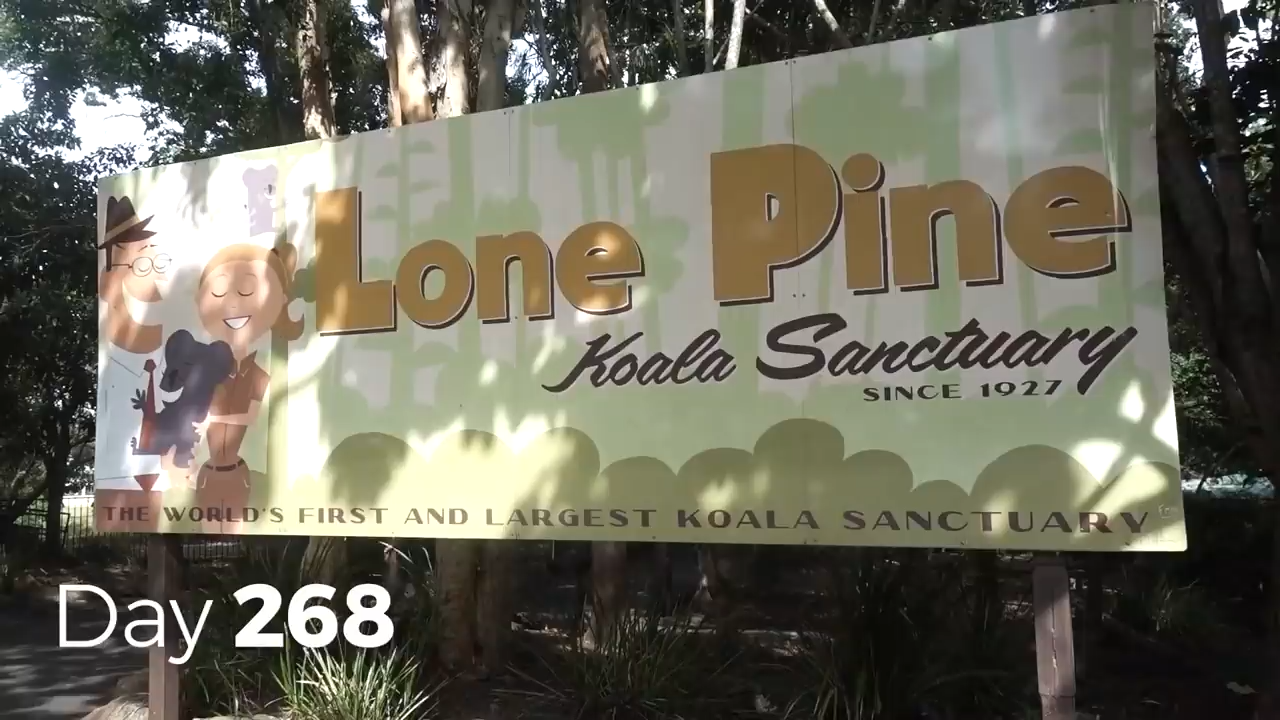 Lone Pine
Koala Sanctuary
SINCE 1927
THE WORLD'S FIRST AND LARGEST KOALA SANCTUARY
Day 268